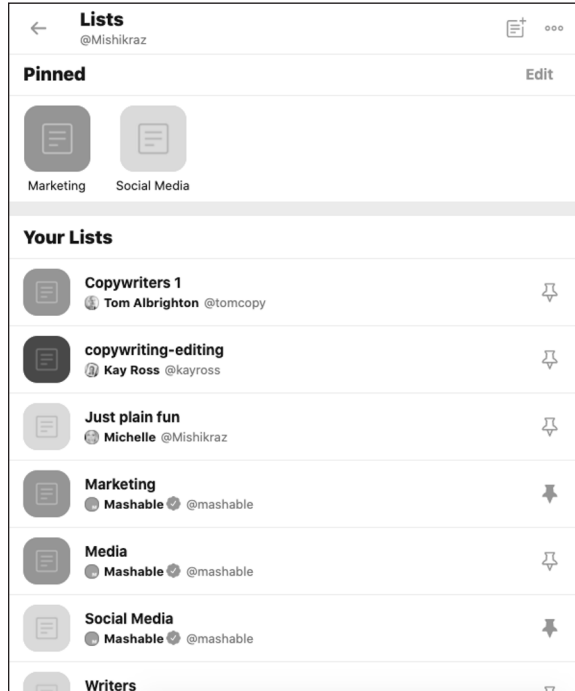 Lists
@Mishikraz
Pinned
Edit
Marketing
Social Media
Your Lists
Copywriters 1
Tom Albrighton @tomcopy
copywriting-editing
Kay Ross @kayross
Just plain fun
Michelle @Mishikraz
Marketing
Mashable @mashable
Media
Mashable @mashable
Social Media
Mashable @mashable
Writers